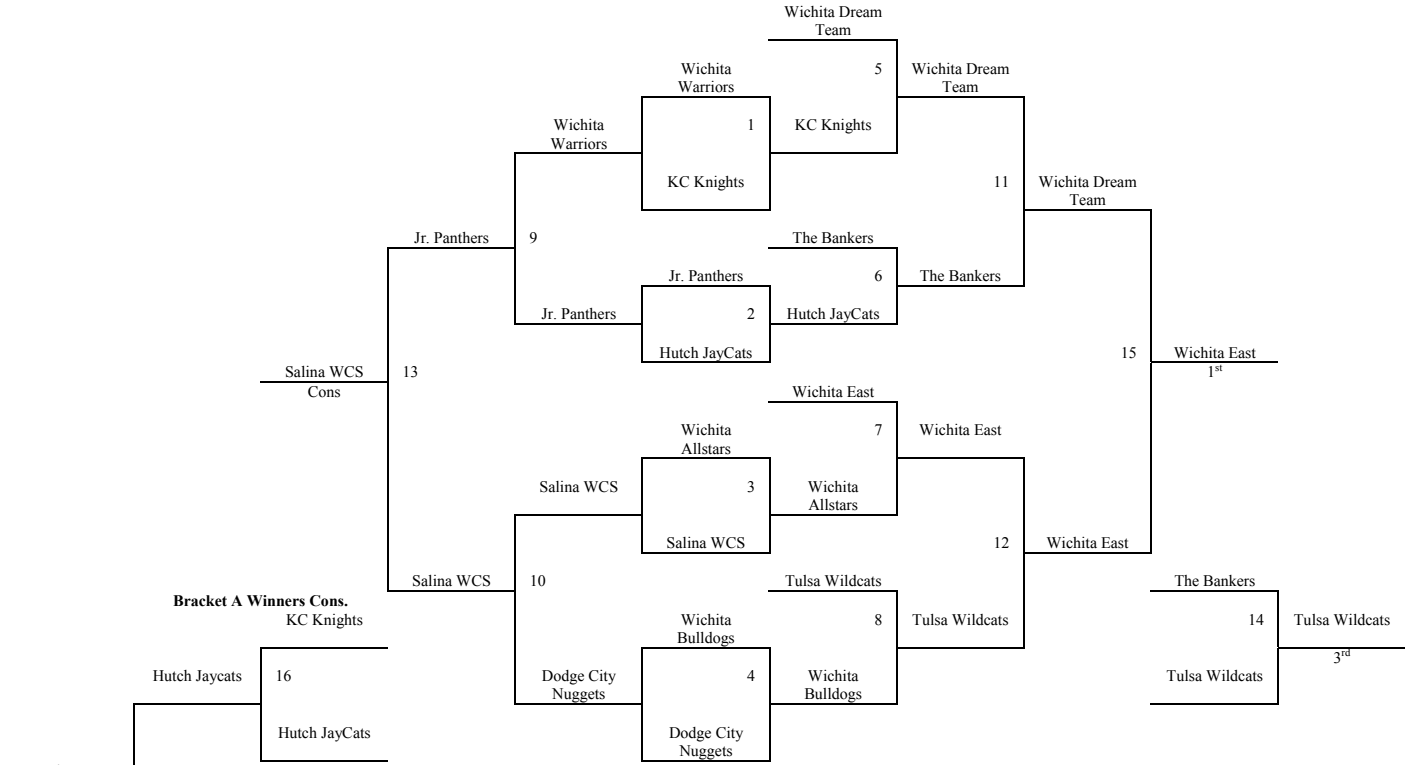 Wichita Dream
Team
Wichita
Warriors
5
Wichita Dream
Team
Wichita
Warriors
1
KC Knights
KC Knights
11
Wichita Dream
Team
Jr. Panthers
9
The Bankers
Jr. Panthers
6
The Bankers
Jr. Panthers
2
Hutch JayCats
Hutch JayCats
15
Wichita East
1st
Salina WCS
13
Cons
Wichita East
Wichita
Allstars
7
Wichita East
Salina WCS
3
Wichita
Allstars
Salina WCS
12
Wichita East
Salina WCS
10
Tulsa Wildcats
The Bankers
Bracket A Winners Cons.
KC Knights
Wichita
Bulldogs
8
Tulsa Wildcats
14
Tulsa Wildcats
3rd
Hutch Jaycats
16
Dodge City
Nuggets
4
Wichita
Bulldogs
Tulsa Wildcats
Hutch JayCats
Dodge City
Nuggets